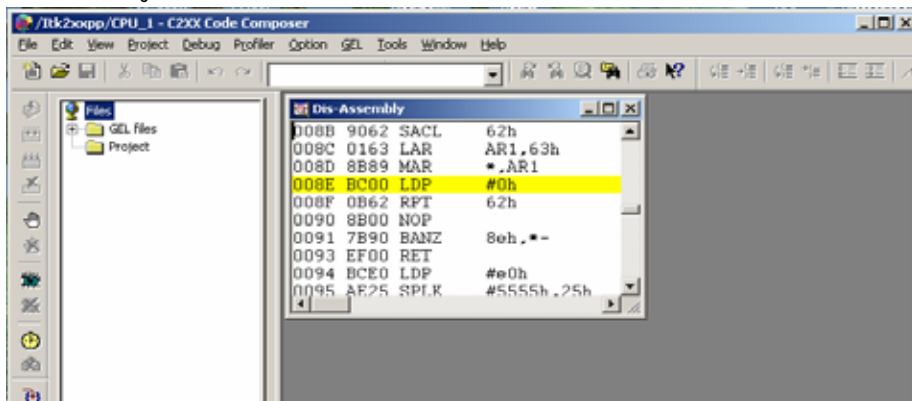 /Itk2xxpp/CPU_1 - C2XX Code Composer
File Edit View Project Debug Profiler Option GEL Tools Window Help
Files
GEL files
Project
Dis-Assembly
008B 9062 SACL 62h
008C 0163 LAR AR1,63h
008D 8B89 MAR *,AR1
008E BC00 LDP #0h
008F 0B62 RPT 62h
0090 8B00 NOP
0091 7B90 BANZ 8eh,*-
0093 EF00 RET
0094 BCE0 LDP #e0h
0095 AE25 SPLK #5555h,25h